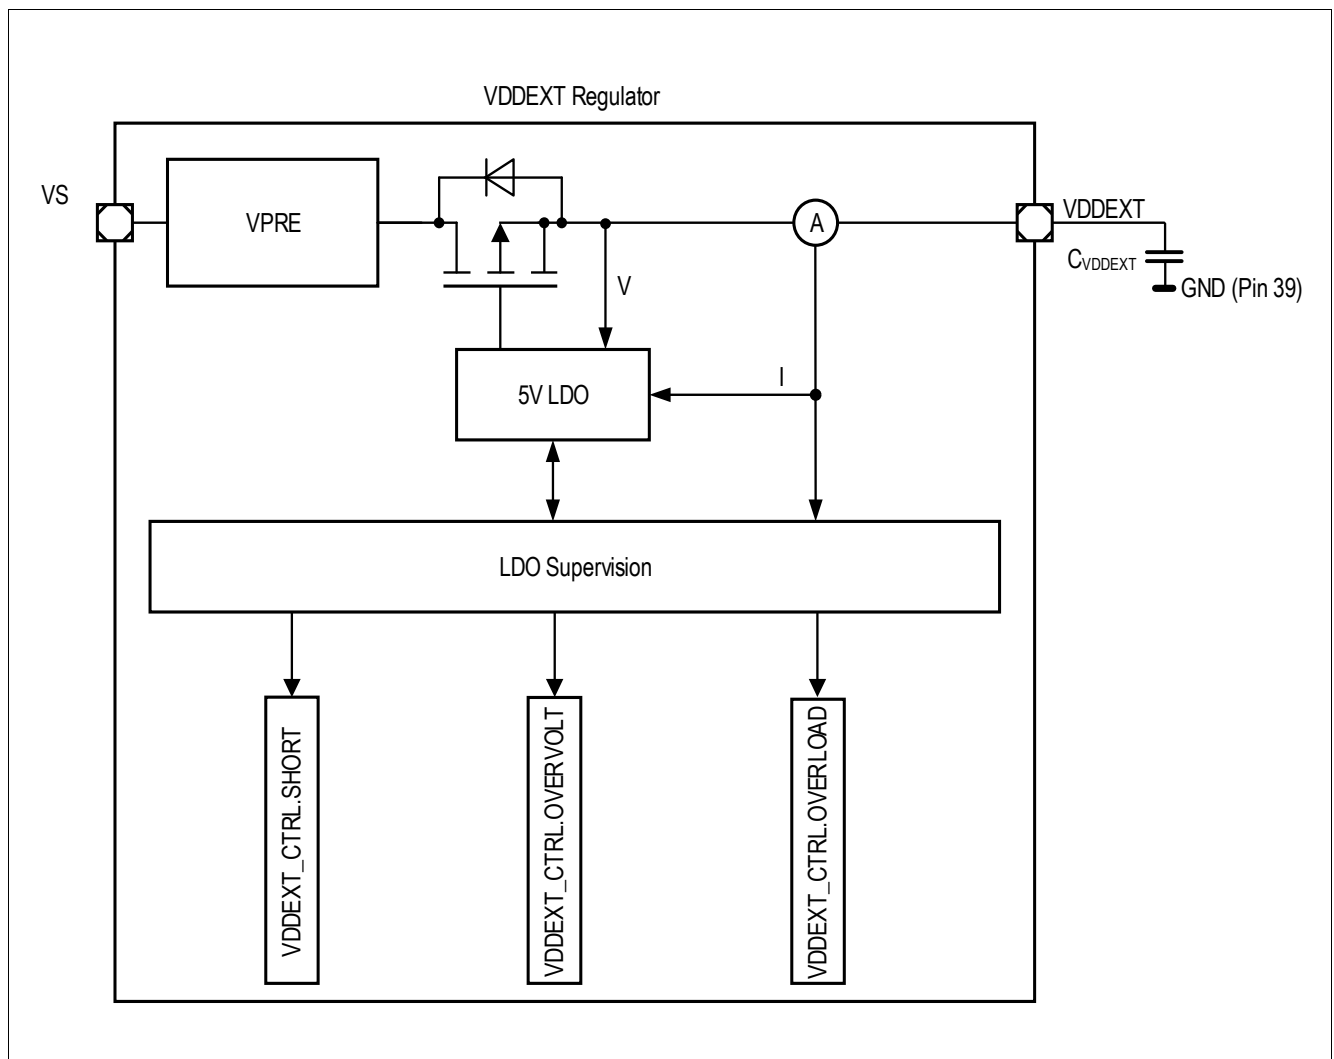 VDDEXT Regulator
VS
VPRE
VDDEXT
A
CVDDEXT
GND (Pin 39)
V
I
5V LDO
LDO Supervision
VDDEXT_CTRL.SHORT
VDDEXT_CTRL.OVERVOLT
VDDEXT_CTRL.OVERLOAD